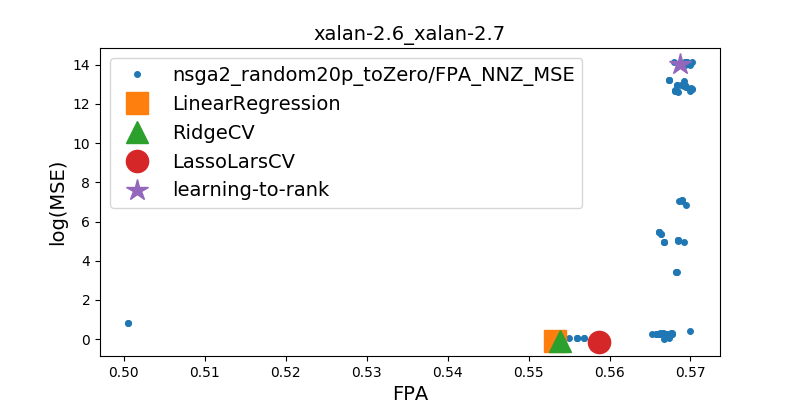 xalan-2.6_xalan-2.7
nsga2_random20p_toZero/FPA_NNZ_MSE
LinearRegression
RidgeCV
LassoLarsCV
learning-to-rank
log(MSE)
14
12
10
8
6
4
2
0
0.50 0.51 0.52 0.53 0.54 0.55 0.56 0.57
FPA